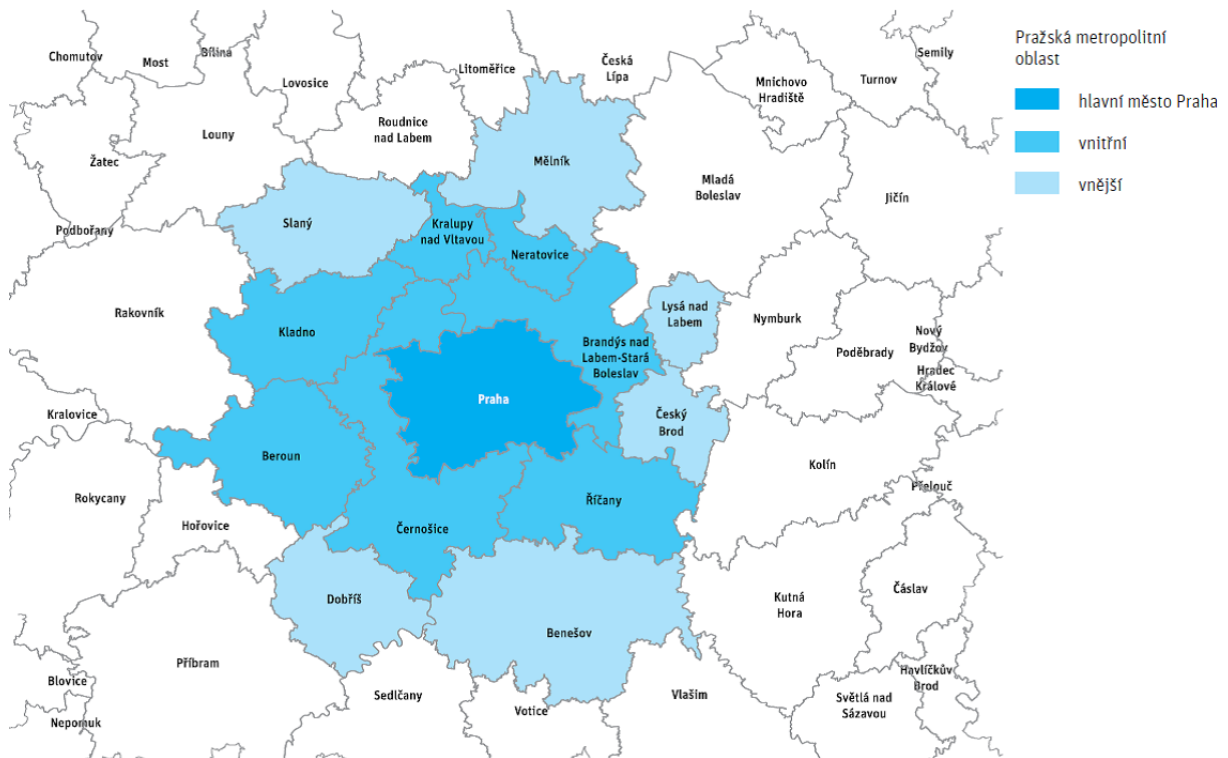 Chomutov
Most
Bílina
Lovosice
Litoměřice
Česká
Lípa
Mnichovo
Hradiště
Turnov
Semily
Pražská metropolitní
oblast
hlavní město Praha
vnitřní
vnější
Žatec
Louny
Roudnice
nad Labem
Mělník
Mladá
Boleslav
Jičín
Podbořany
Slaný
Kralupy
nad Vltavou
Neratovice
Rakovník
Kladno
Lysá nad
Labem
Nymburk
Poděbrady
Nový
Bydžov
Hradec
Králové
Brandýs nad
Labem-Stará
Boleslav
Praha
Český
Brod
Kralovice
Beroun
Kolín
Přelouč
Rokycany
Hořovice
Černošice
Říčany
Dobříš
Benešov
Kutná
Hora
Čáslav
Příbram
Blovice
Nepomuk
Sedlčany
Votice
Vlašim
Havlíčkův
Brod
Světlá nad
Sázavou